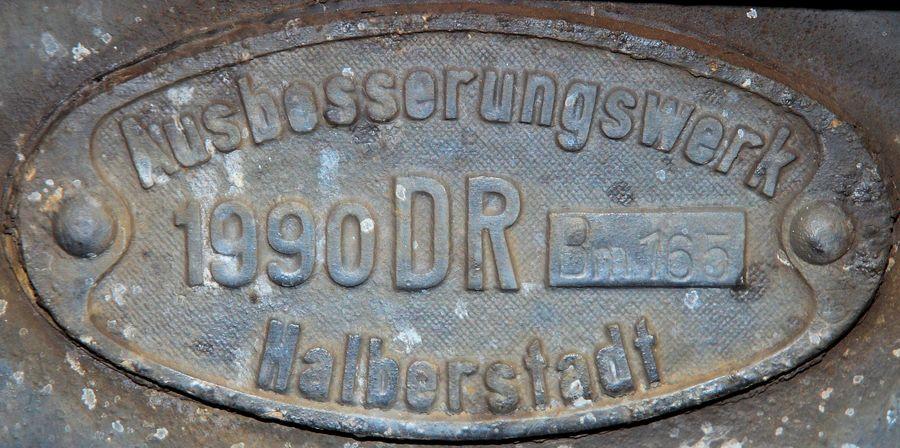 Ausbesserungswerk
1990 DR Bm 165
Halberstadt